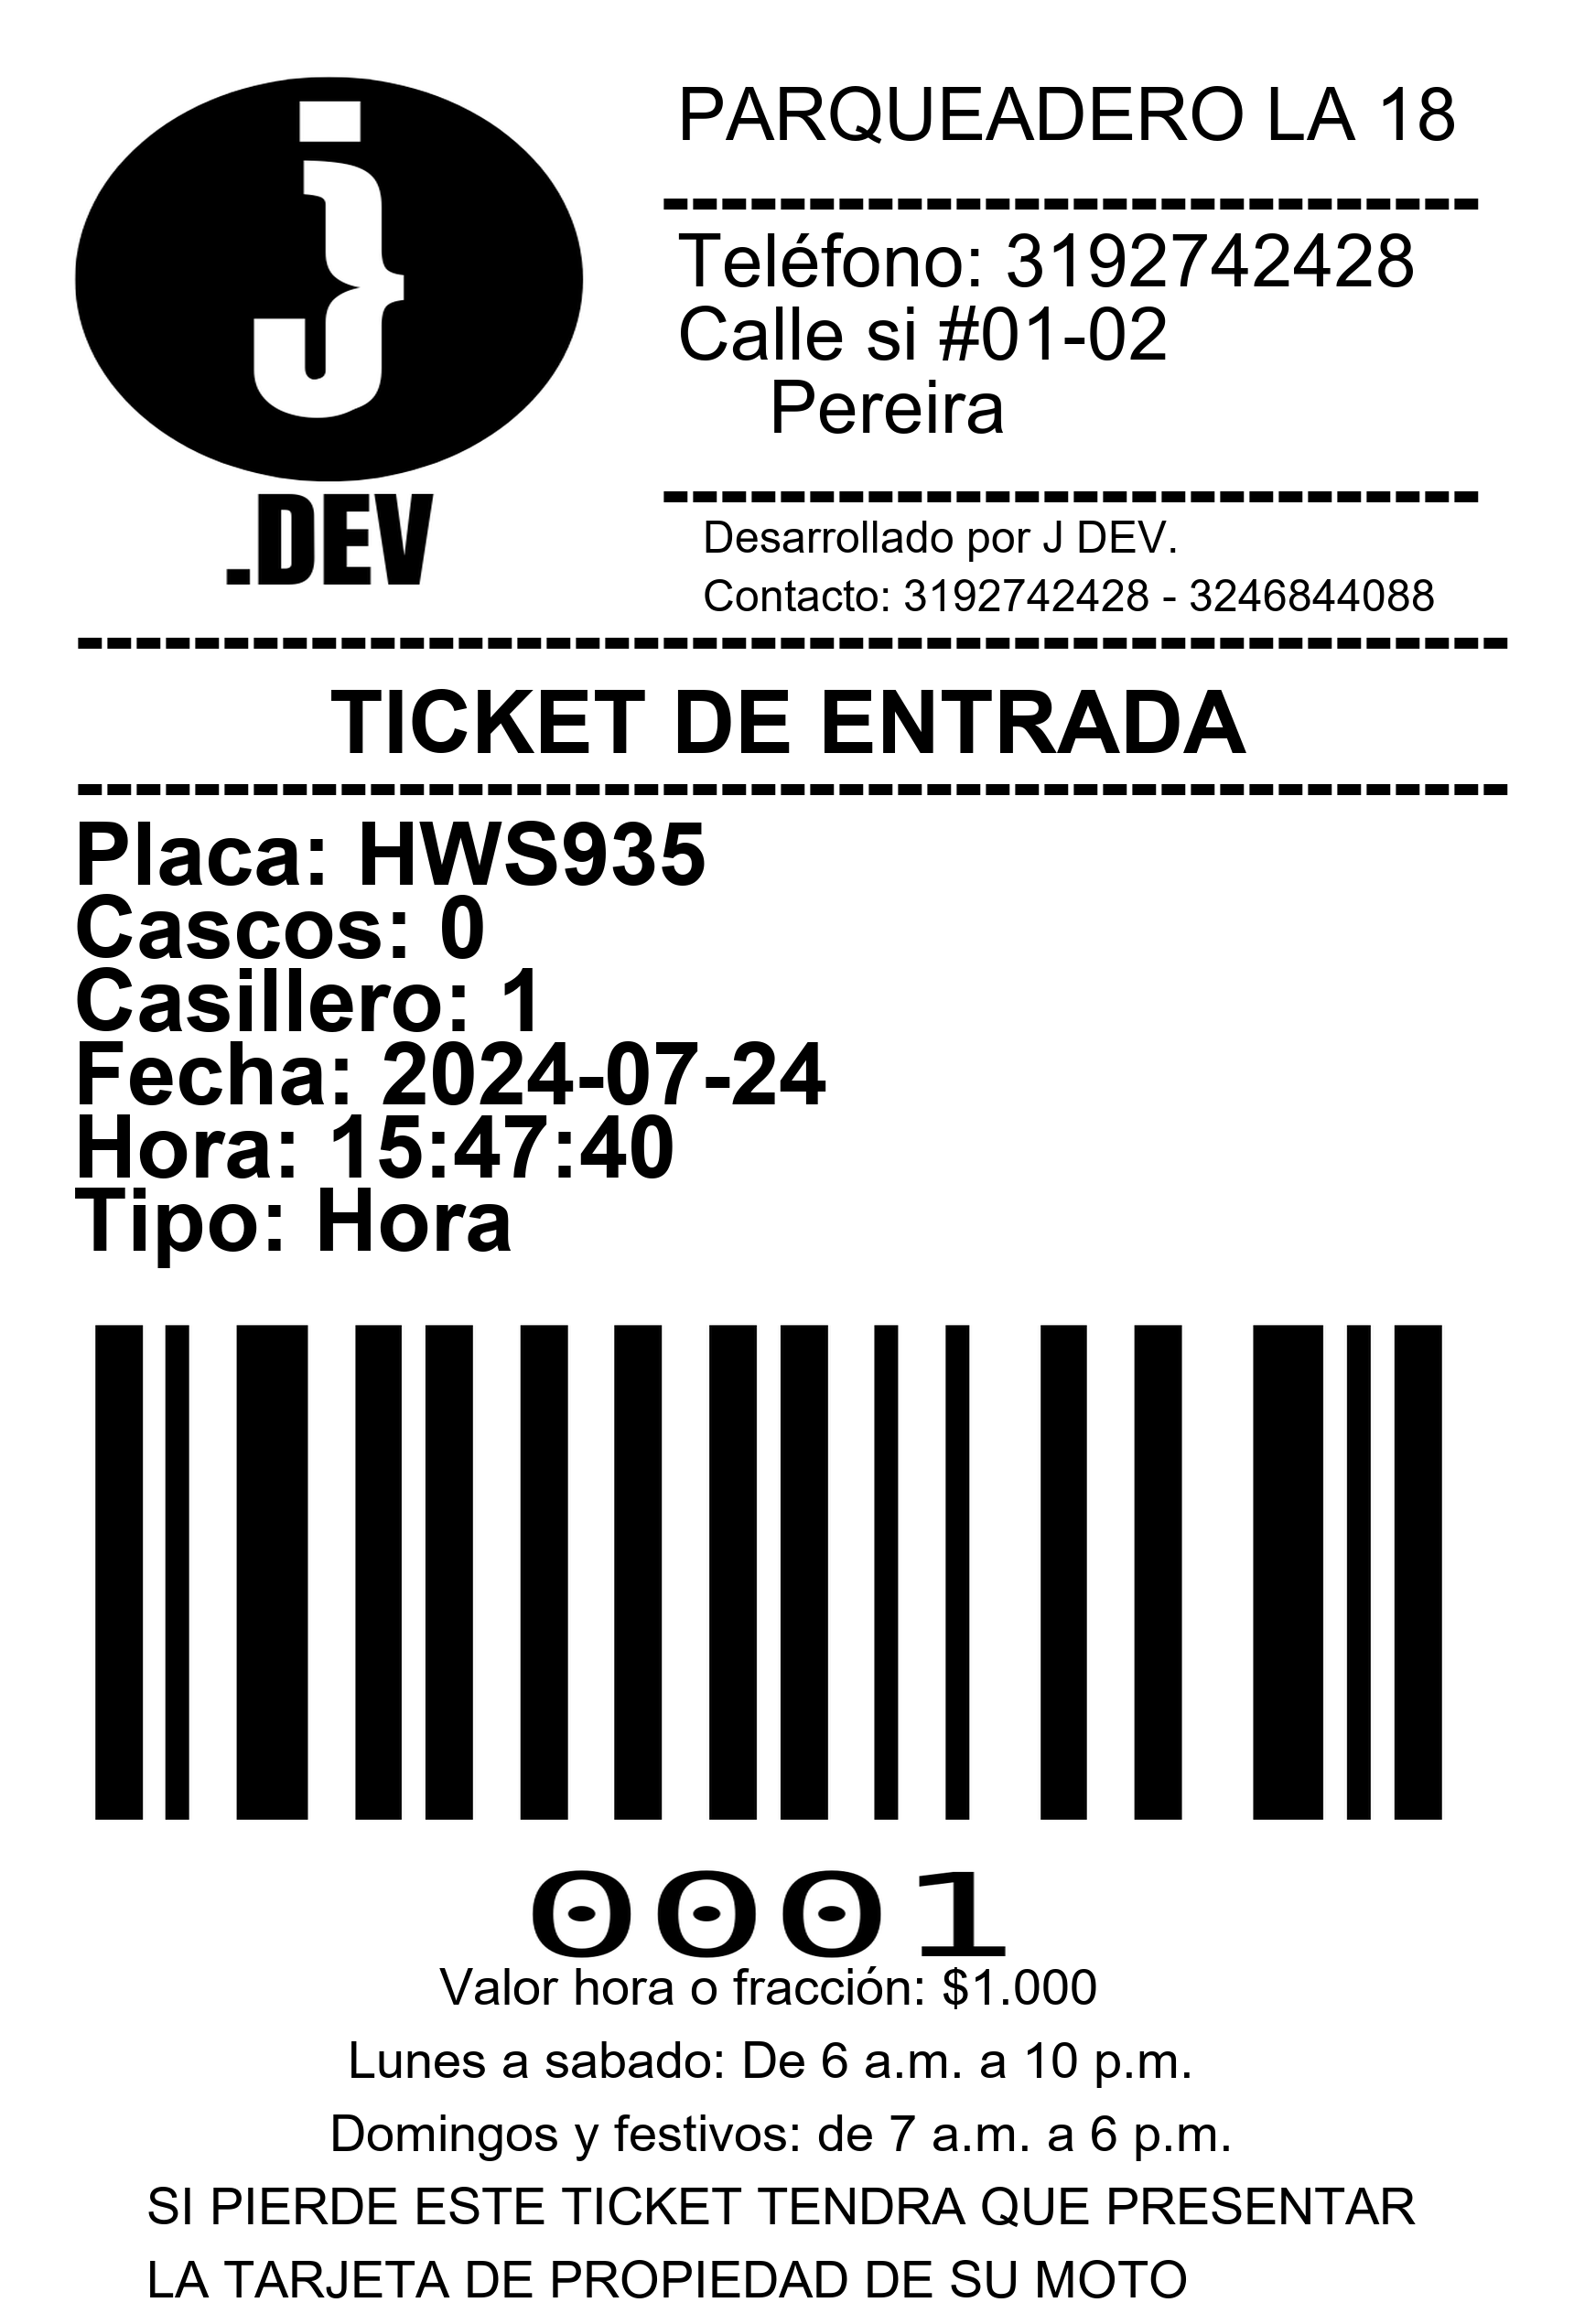 j
.DEV
PARQUEADERO LA 18
----------------------------
Teléfono: 3192742428
Calle si #01-02
Pereira
----------------------------
Desarrollado por J DEV.
Contacto: 3192742428 - 3246844088
-------------------------------------------------
TICKET DE ENTRADA
-------------------------------------------------
Placa: HWS935
Cascos: 0
Casillero: 1
Fecha: 2024-07-24
Hora: 15:47:40
Tipo: Hora
0001
Valor hora o fracción: $1.000
Lunes a sabado: De 6 a.m. a 10 p.m.
Domingos y festivos: de 7 a.m. a 6 p.m.
SI PIERDE ESTE TICKET TENDRA QUE PRESENTAR
LA TARJETA DE PROPIEDAD DE SU MOTO